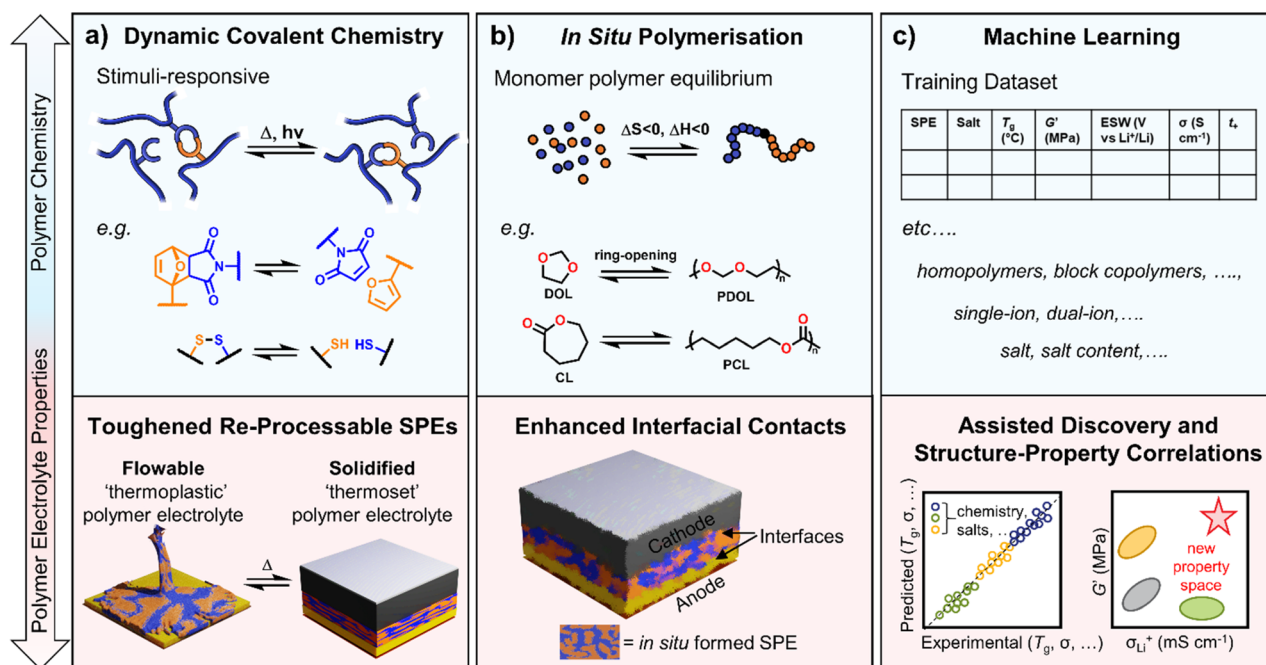 Polymer Chemistry
Polymer Electrolyte Properties
a) Dynamic Covalent Chemistry
Stimuli-responsive
Δ, hν
e.g.
O
N
O
O
O
N
O
O
S-S
SH HS
Toughened Re-Processable SPEs
Flowable
'thermoplastic'
polymer electrolyte
Δ
Solidified
'thermoset'
polymer electrolyte
b) In Situ Polymerisation
Monomer polymer equilibrium
ΔS<0, ΔH<0
e.g.
O
O
DOL
ring-opening
O O n
PDOL
O
O
CL
O
O n
PCL
Enhanced Interfacial Contacts
Cathode
Interfaces
Anode
= in situ formed SPE
c) Machine Learning
Training Dataset
SPE Salt Tg (°C) G' (MPa) ESW (V vs Li+/Li) σ (S cm-1) t+
etc….
homopolymers, block copolymers, ….,
single-ion, dual-ion,….
salt, salt content,….
Assisted Discovery and
Structure-Property Correlations
Predicted (Tg, σ, …)
chemistry,
salts, ...
Experimental (Tg, σ, …)
G' (MPa)
new
property
space
σLi+ (mS cm-1)